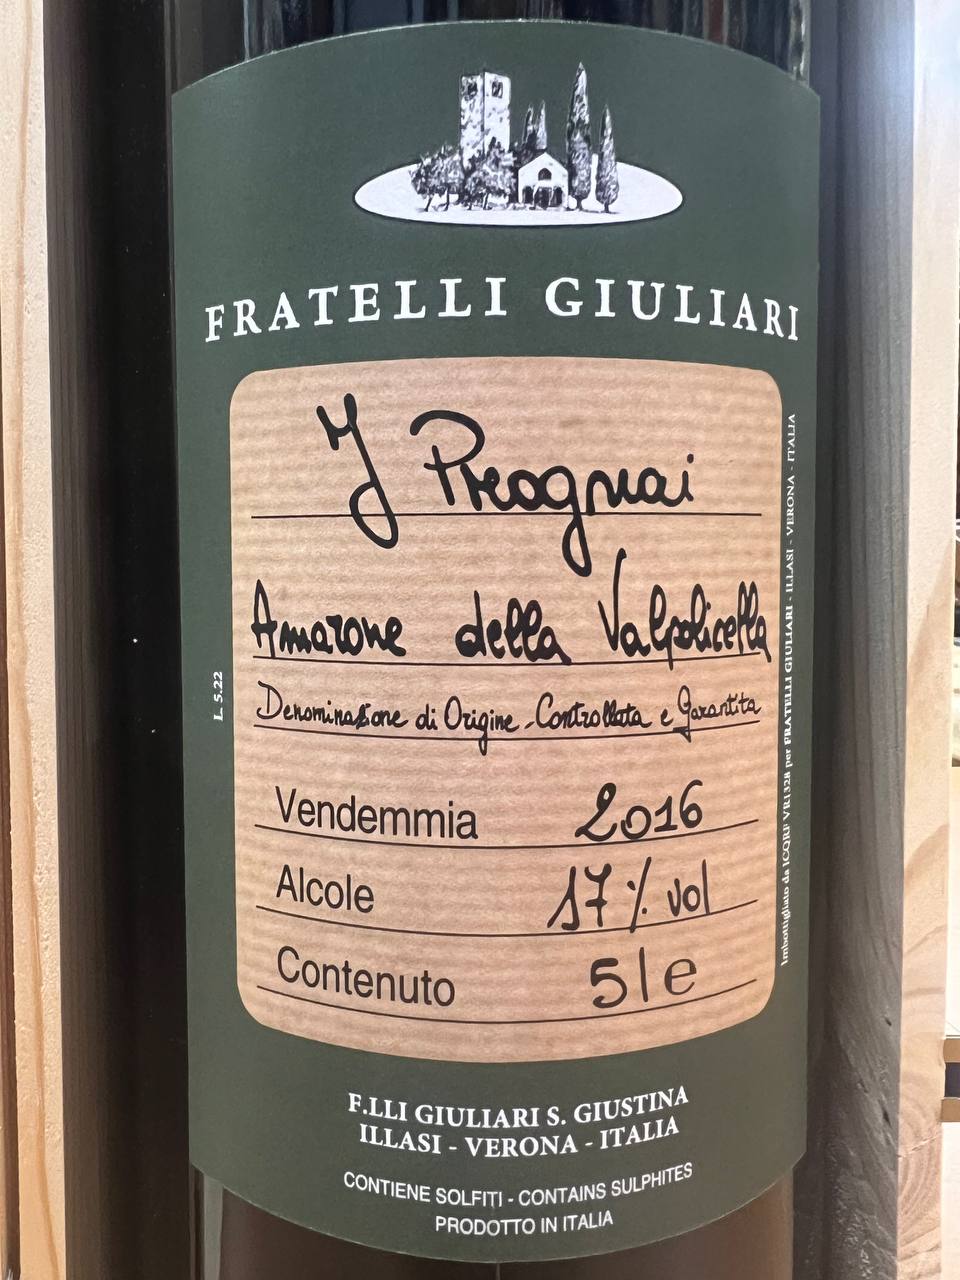 FRATELLI GIULIARI
I Prognai
Amarone della Valpolicella
Denominazione di Origine Controllata e Garantita
Vendemmia 2016
Alcole 17% vol
Contenuto 5 l e
L 5.22
Imbottigliato da ICQRF VR1328 per FRATELLI GIULIARI - ILLASI - VERONA - ITALIA
F.LLI GIULIARI S. GIUSTINA
ILLASI - VERONA - ITALIA
CONTIENE SOLFITI - CONTAINS SULPHITES
PRODOTTO IN ITALIA